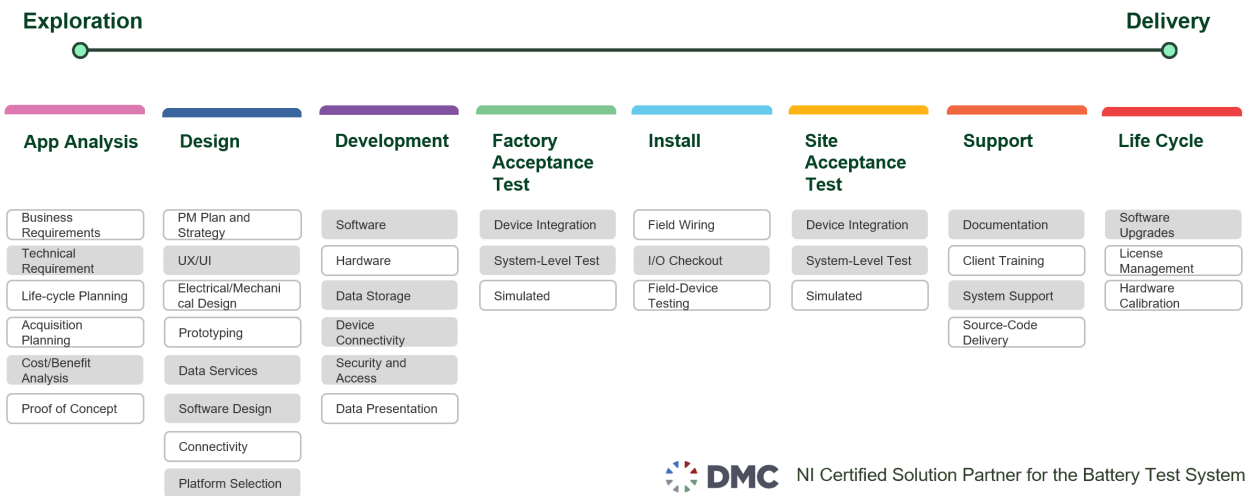 Exploration
Delivery
App Analysis
Business
Requirements
Technical
Requirement
Life-cycle Planning
Acquisition
Planning
Cost/Benefit
Analysis
Proof of Concept
Design
PM Plan and
Strategy
UX/UI
Electrical/Mechani
cal Design
Prototyping
Data Services
Software Design
Connectivity
Platform Selection
Development
Software
Hardware
Data Storage
Device
Connectivity
Security and
Access
Data Presentation
Factory
Acceptance
Test
Device Integration
System-Level Test
Simulated
Install
Field Wiring
I/O Checkout
Field-Device
Testing
Site
Acceptance
Test
Device Integration
System-Level Test
Simulated
Support
Documentation
Client Training
System Support
Source-Code
Delivery
Life Cycle
Software
Upgrades
License
Management
Hardware
Calibration
DMC
NI Certified Solution Partner for the Battery Test System